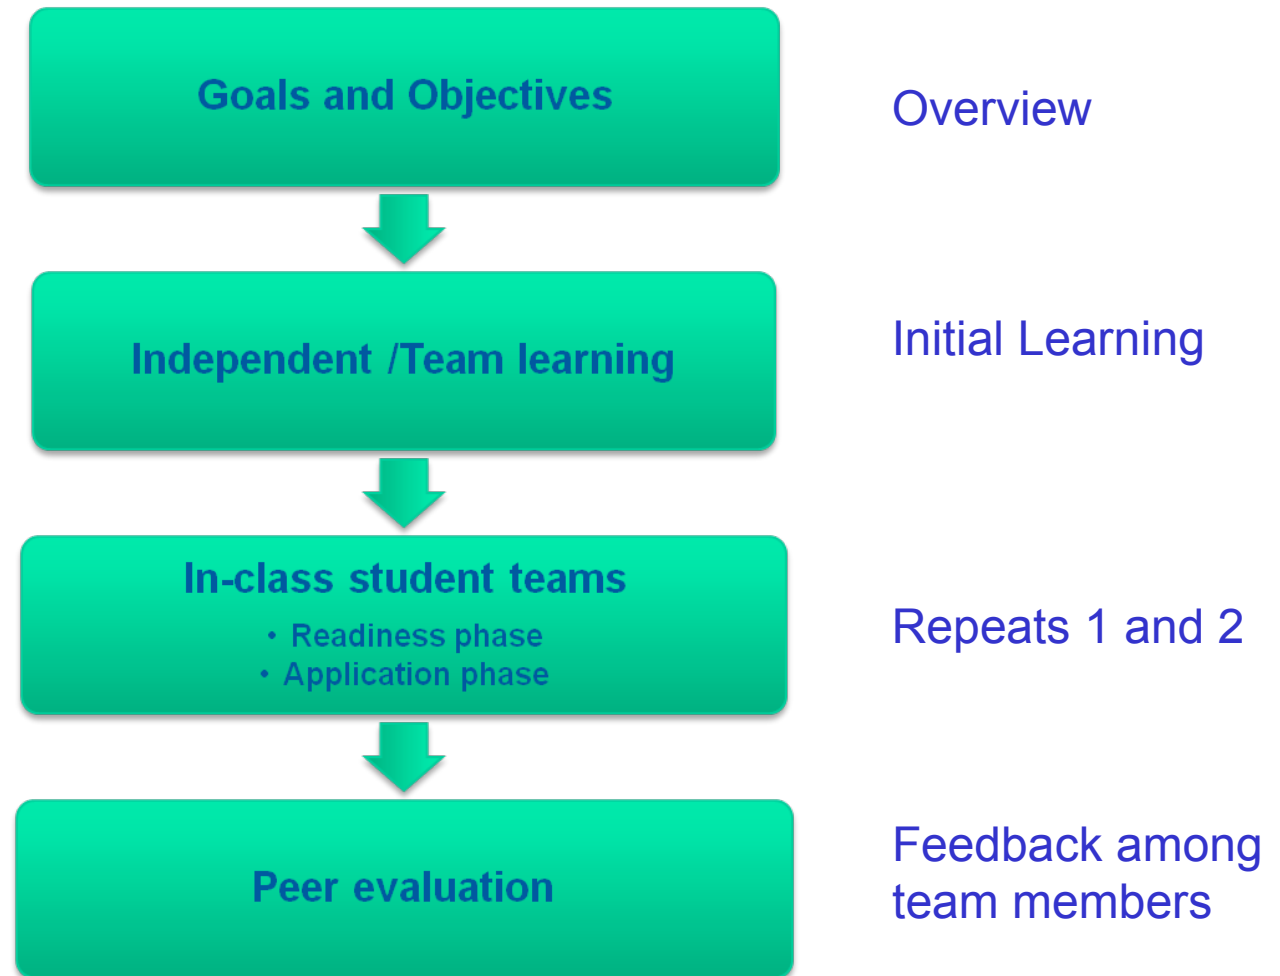 Goals and Objectives
Overview
Independent /Team learning
Initial Learning
In-class student teams
• Readiness phase
• Application phase
Repeats 1 and 2
Peer evaluation
Feedback among
team members